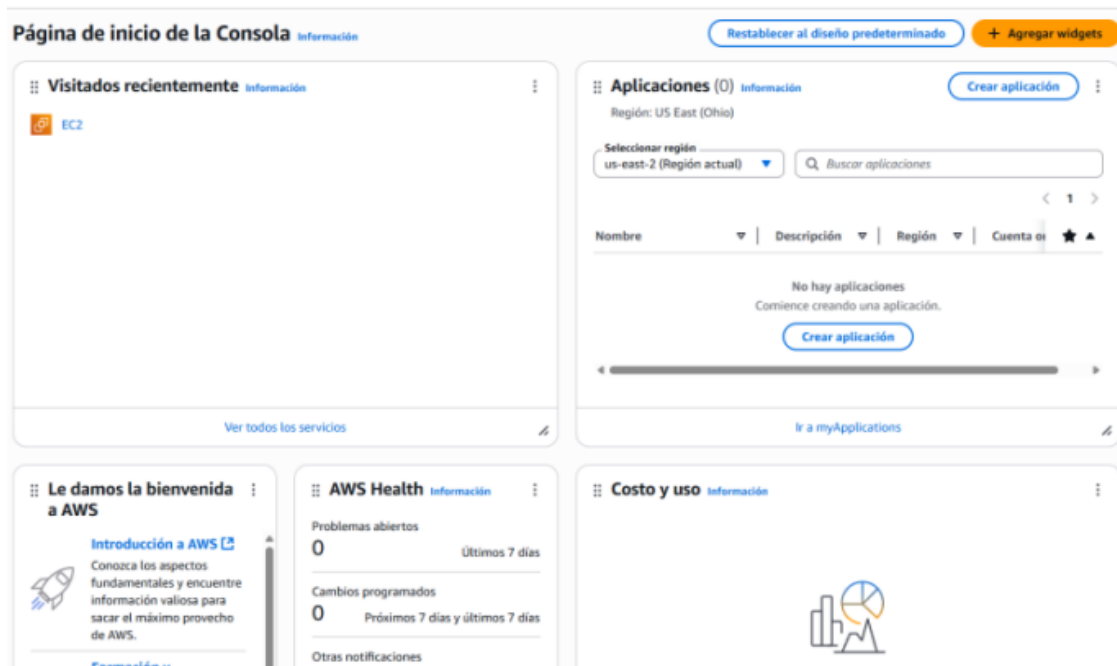 Página de inicio de la Consola Información
Restablecer al diseño predeterminado
+ Agregar widgets
Visitados recientemente Información
EC2
Ver todos los servicios
Aplicaciones (0) Información
Crear aplicación
Región: US East (Ohio)
Seleccionar región
us-east-2 (Región actual)
Buscar aplicaciones
1
Nombre Descripción Región Cuenta
No hay aplicaciones
Comience creando una aplicación.
Crear aplicación
Ir a myApplications
Le damos la bienvenida
a AWS
Introducción a AWS
Conozca los aspectos
fundamentales y encuentre
información valiosa para
sacar el máximo provecho
de AWS.
AWS Health Información
Problemas abiertos
0 Últimos 7 días
Cambios programados
0 Próximos 7 días y últimos 7 días
Otras notificaciones
Costo y uso Información